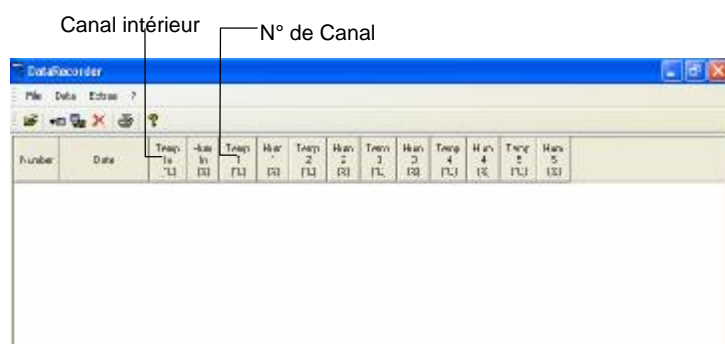 Canal intérieur
N° de Canal
DataRecorder
File Data Extras ?
Number Date Temp In [°C] Hum In [%] Temp 1 [°C] Hum 1 [%] Temp 2 [°C] Hum 2 [%] Temp 3 [°C] Hum 3 [%] Temp 4 [°C] Hum 4 [%] Temp 5 [°C] Hum 5 [%]